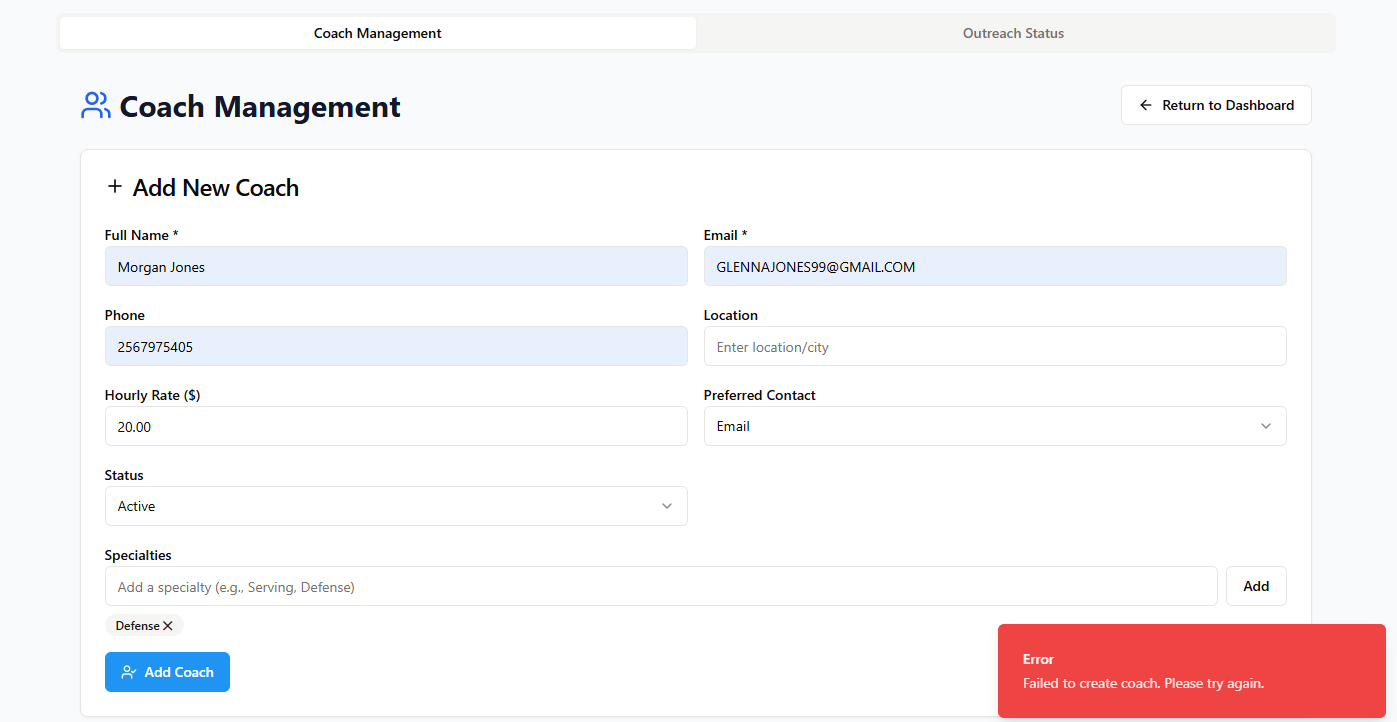 Coach Management
Outreach Status
Coach Management
Return to Dashboard
Add New Coach
Full Name *
Email *
Morgan Jones
GLENNAJONES99@GMAIL.COM
Phone
Location
2567975405
Enter location/city
Hourly Rate ($)
Preferred Contact
20.00
Email
Status
Active
Specialties
Add a specialty (e.g., Serving, Defense)
Add
Defense
Add Coach
Error
Failed to create coach. Please try again.